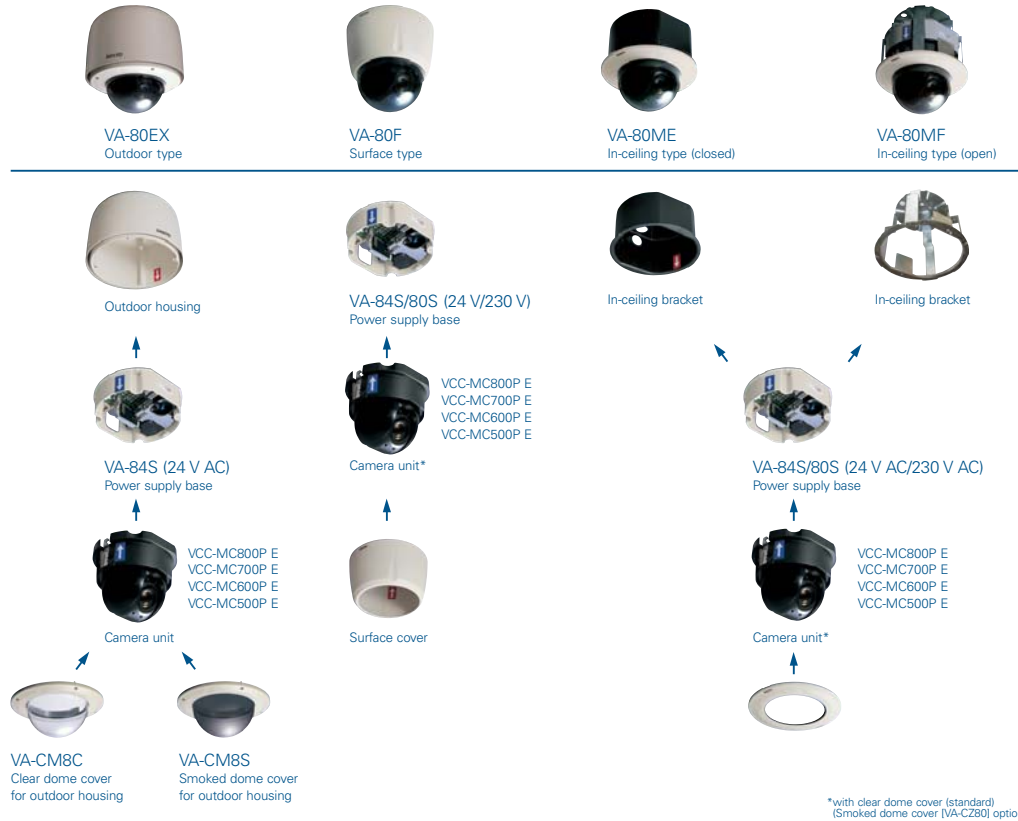 VA-80EX
Outdoor type
VA-80F
Surface type
VA-80ME
In-ceiling type (closed)
VA-80MF
In-ceiling type (open)
Outdoor housing
VA-84S/80S (24 V/230 V)
Power supply base
In-ceiling bracket
In-ceiling bracket
VCC-MC800P E
VCC-MC700P E
VCC-MC600P E
VCC-MC500P E
Camera unit*
VA-84S (24 V AC)
Power supply base
VA-84S/80S (24 V AC/230 V AC)
Power supply base
VCC-MC800P E
VCC-MC700P E
VCC-MC600P E
VCC-MC500P E
Camera unit
Surface cover
VCC-MC800P E
VCC-MC700P E
VCC-MC600P E
VCC-MC500P E
Camera unit*
VA-CM8C
Clear dome cover
for outdoor housing
VA-CM8S
Smoked dome cover
for outdoor housing
*with clear dome cover (standard)
(Smoked dome cover [VA-CZ80] optio